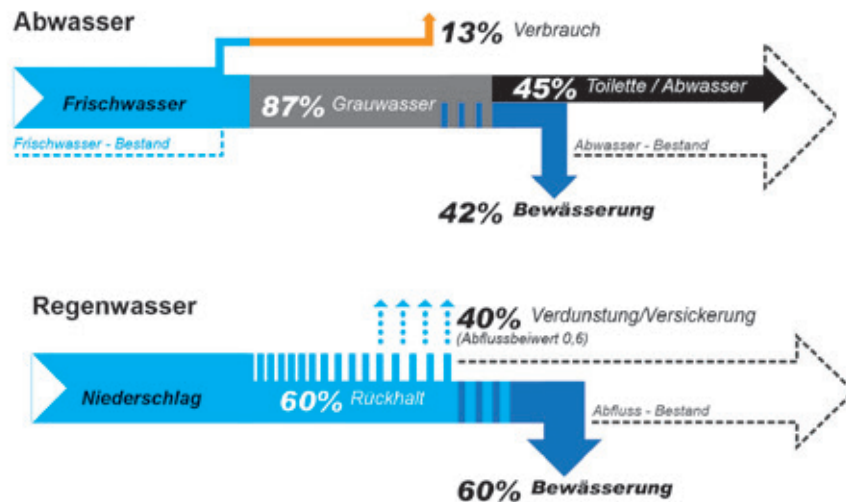 Abwasser
13% Verbrauch
Frischwasser
87% Grauwasser
45% Toilette / Abwasser
Frischwasser - Bestand
Abwasser - Bestand
42% Bewässerung
Regenwasser
40% Verdunstung/Versickerung
(Abflussbeiwert 0,6)
Niederschlag
60% Rückhalt
Abfluss - Bestand
60% Bewässerung